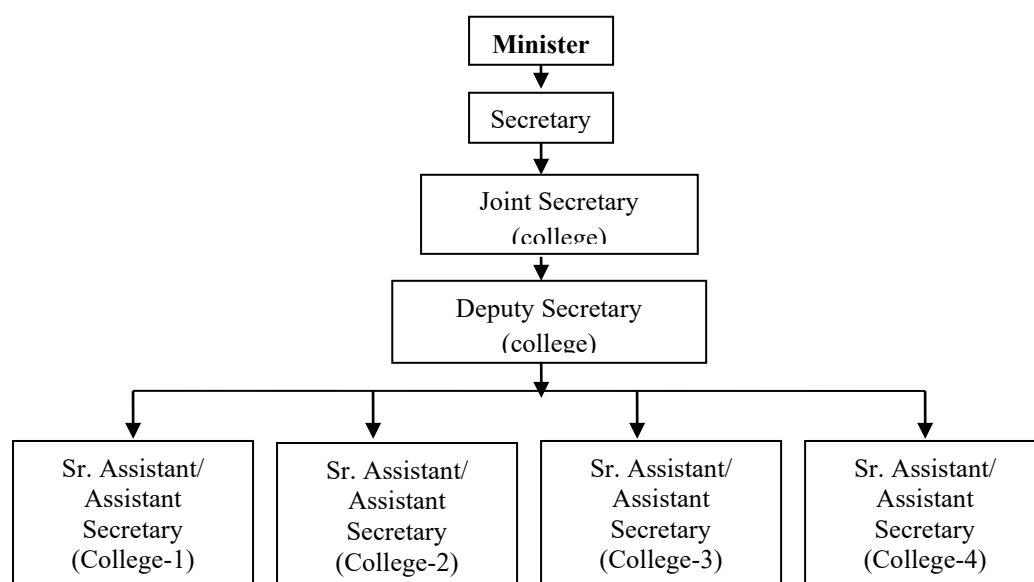 Minister
Secretary
Joint Secretary
(college)
Deputy Secretary
(college)
Sr. Assistant/
Assistant
Secretary
(College-1)
Sr. Assistant/
Assistant
Secretary
(College-2)
Sr. Assistant/
Assistant
Secretary
(College-3)
Sr. Assistant/
Assistant
Secretary
(College-4)